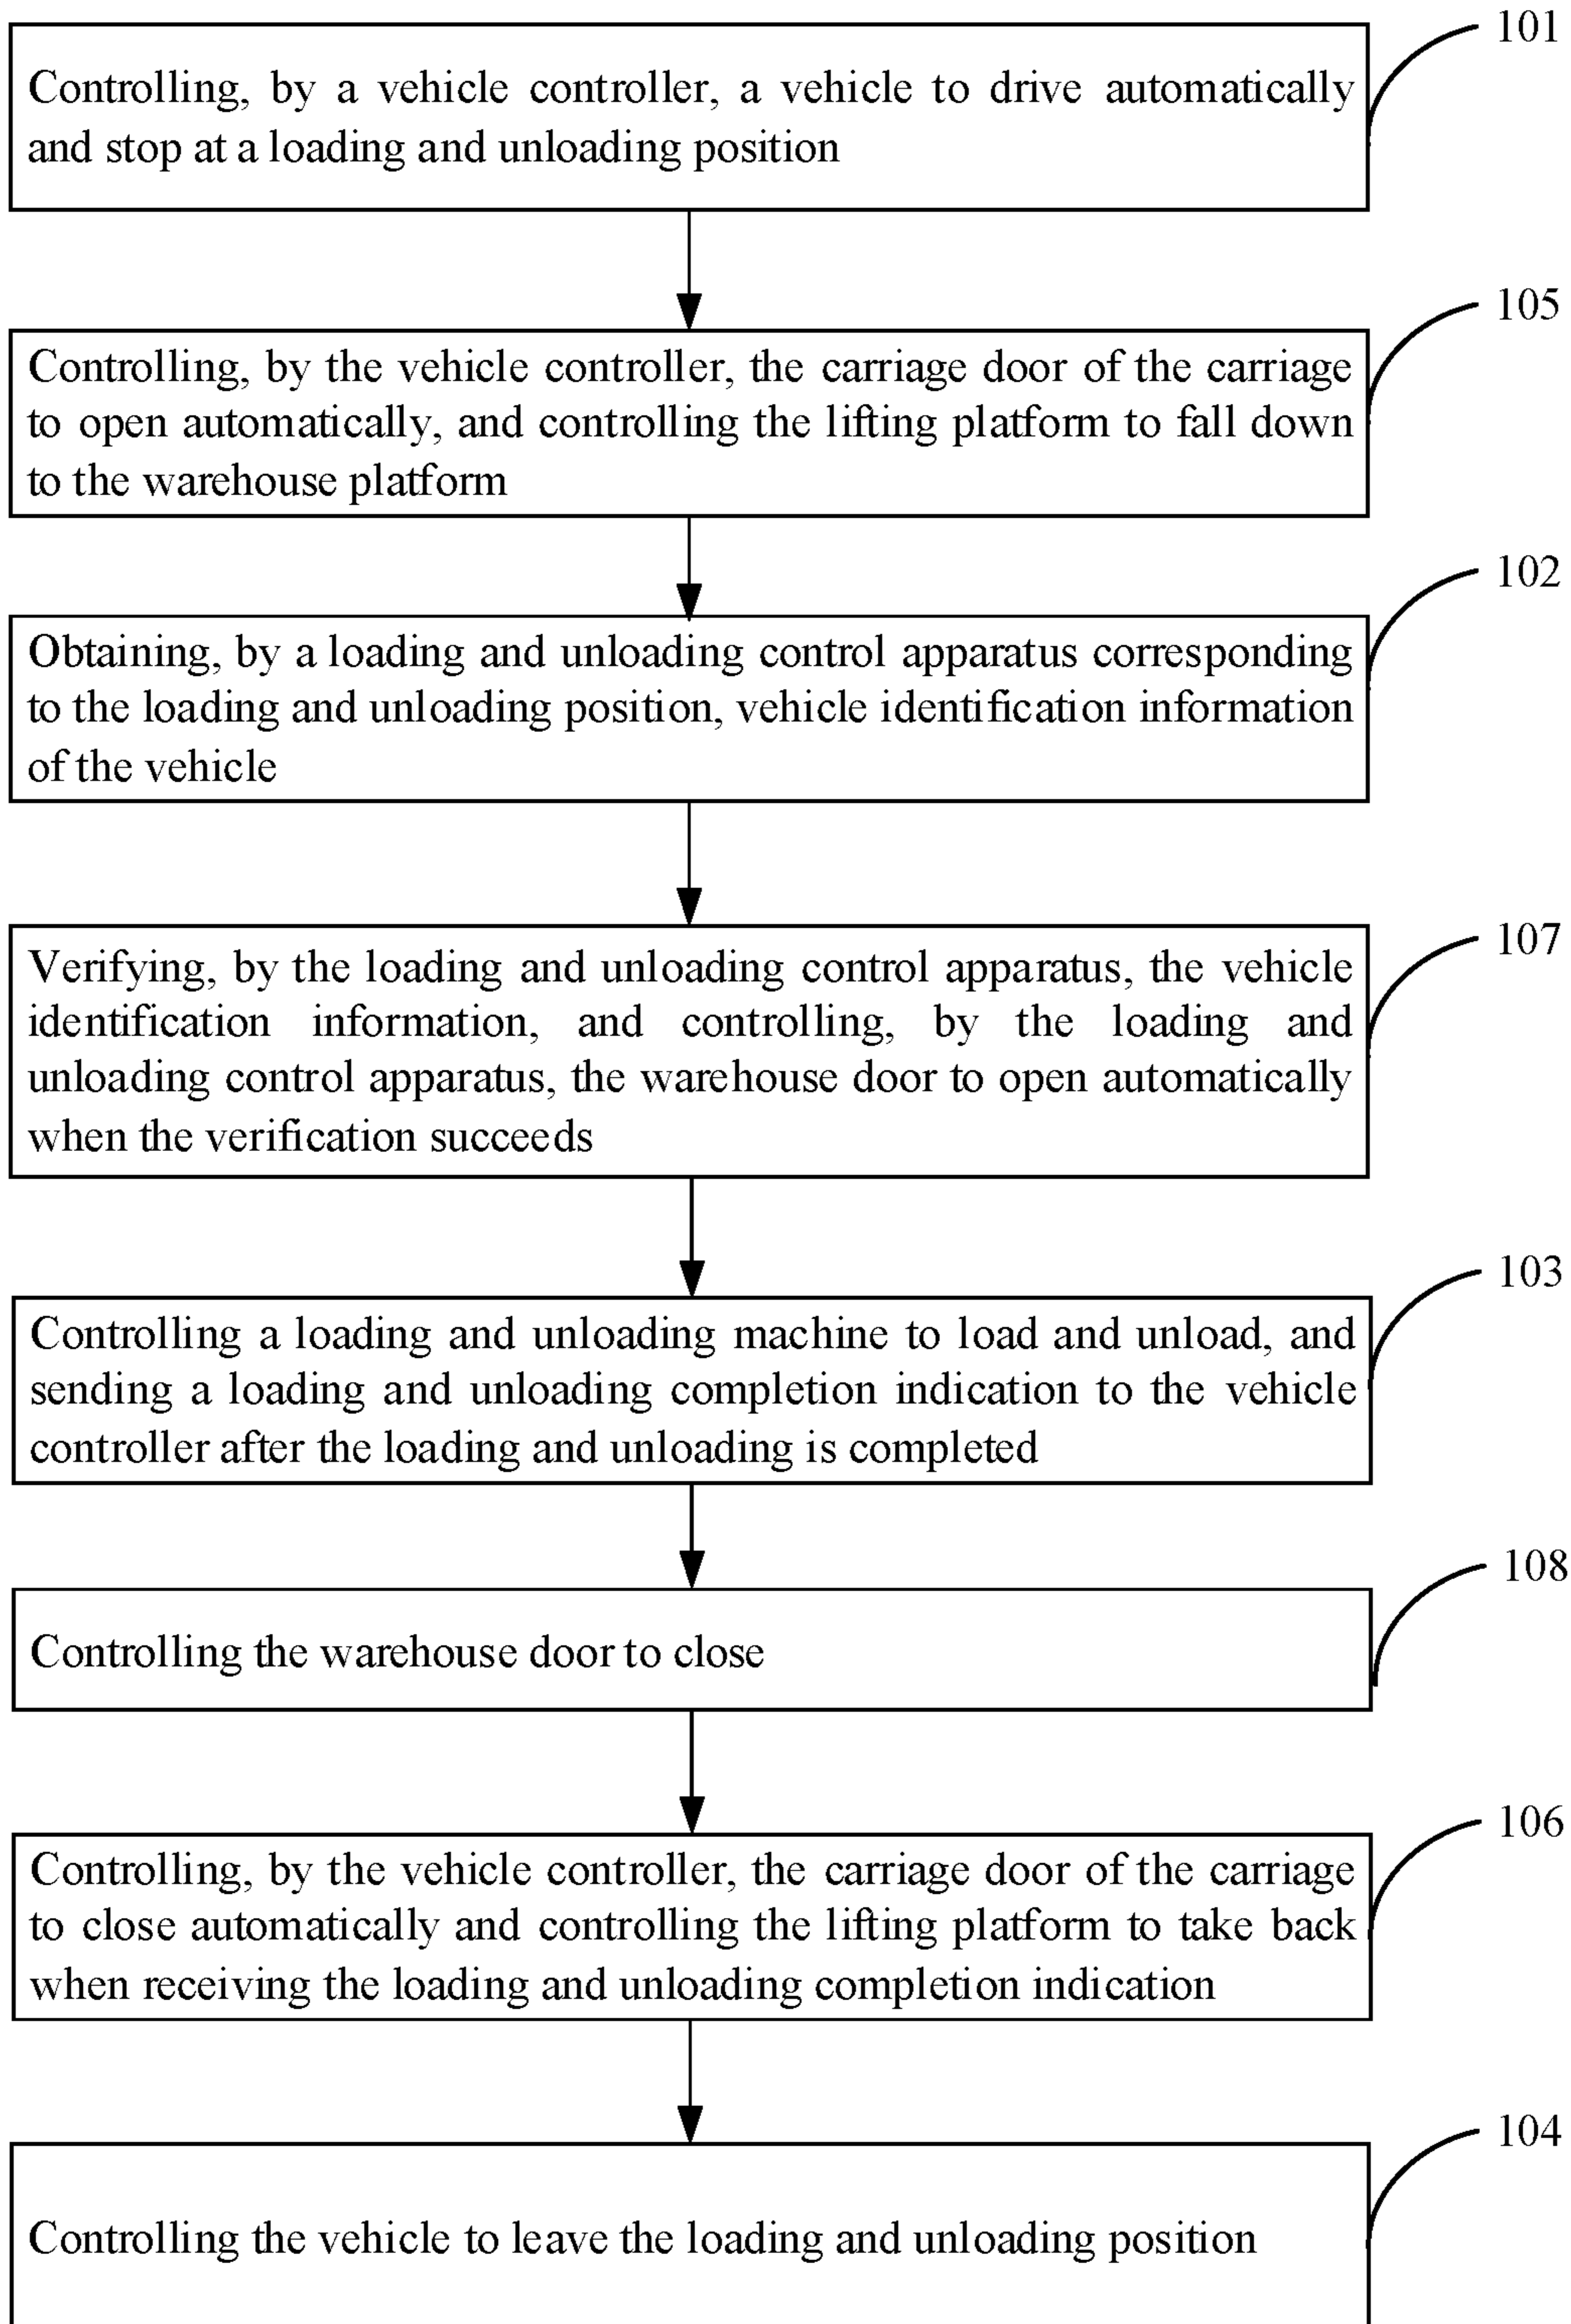 101
Controlling, by a vehicle controller, a vehicle to drive automatically
and stop at a loading and unloading position
105
Controlling, by the vehicle controller, the carriage door of the carriage
to open automatically, and controlling the lifting platform to fall down
to the warehouse platform
102
Obtaining, by a loading and unloading control apparatus corresponding
to the loading and unloading position, vehicle identification information
of the vehicle
107
Verifying, by the loading and unloading control apparatus, the vehicle
identification information, and controlling, by the loading and
unloading control apparatus, the warehouse door to open automatically
when the verification succeeds
103
Controlling a loading and unloading machine to load and unload, and
sending a loading and unloading completion indication to the vehicle
controller after the loading and unloading is completed
108
Controlling the warehouse door to close
106
Controlling, by the vehicle controller, the carriage door of the carriage
to close automatically and controlling the lifting platform to take back
when receiving the loading and unloading completion indication
104
Controlling the vehicle to leave the loading and unloading position